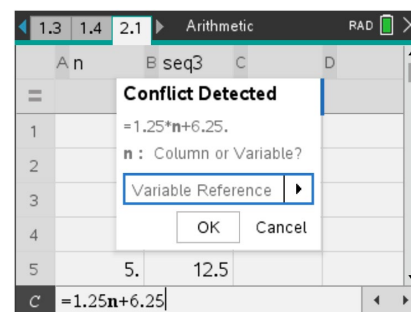 1.3 1.4 2.1 Arithmetic RAD
A n B seq3 C D
=
Conflict Detected
=1.25*n+6.25.
n : Column or Variable?
Variable Reference
OK Cancel
1
2
3
4
5 5. 12.5
C =1.25n+6.25